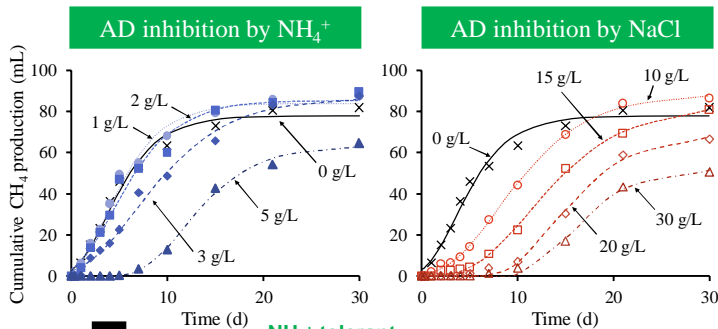 AD inhibition by NH₄⁺
AD inhibition by NaCl
Cumulative CH₄ production (mL)
100
80
60
40
20
0
2 g/L
1 g/L
0 g/L
5 g/L
3 g/L
0
10
20
30
Time (d)
100
80
60
40
20
0
15 g/L
10 g/L
0 g/L
30 g/L
20 g/L
0
10
20
30
Time (d)